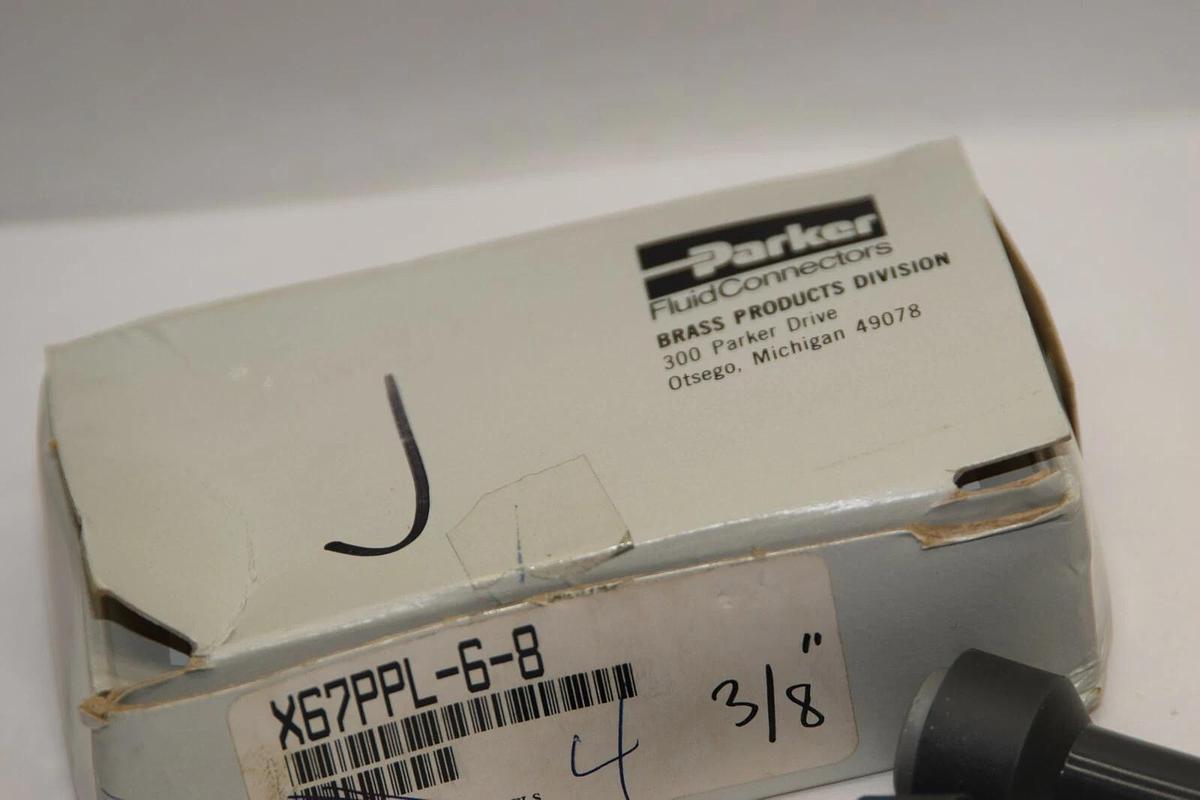 Parker
FluidConnectors
BRASS PRODUCTS DIVISION
300 Parker Drive
Otsego, Michigan 49078
J
X67PPL-6-8
3/8"
4